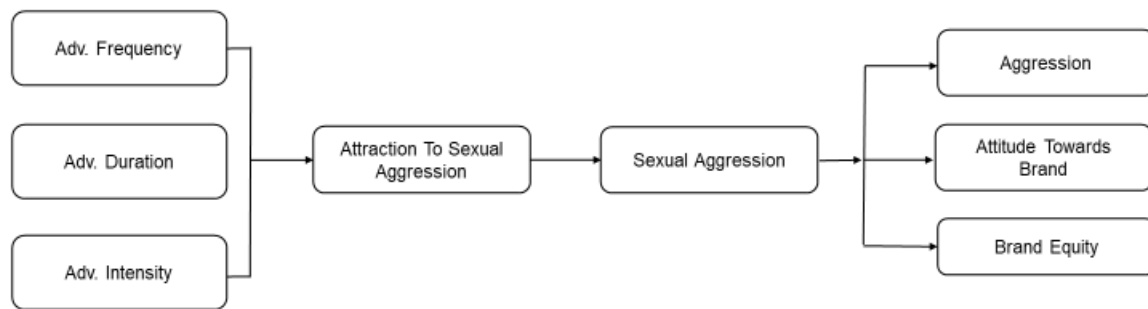 Adv. Frequency
Adv. Duration
Adv. Intensity
Attraction To Sexual
Aggression
Sexual Aggression
Aggression
Attitude Towards
Brand
Brand Equity